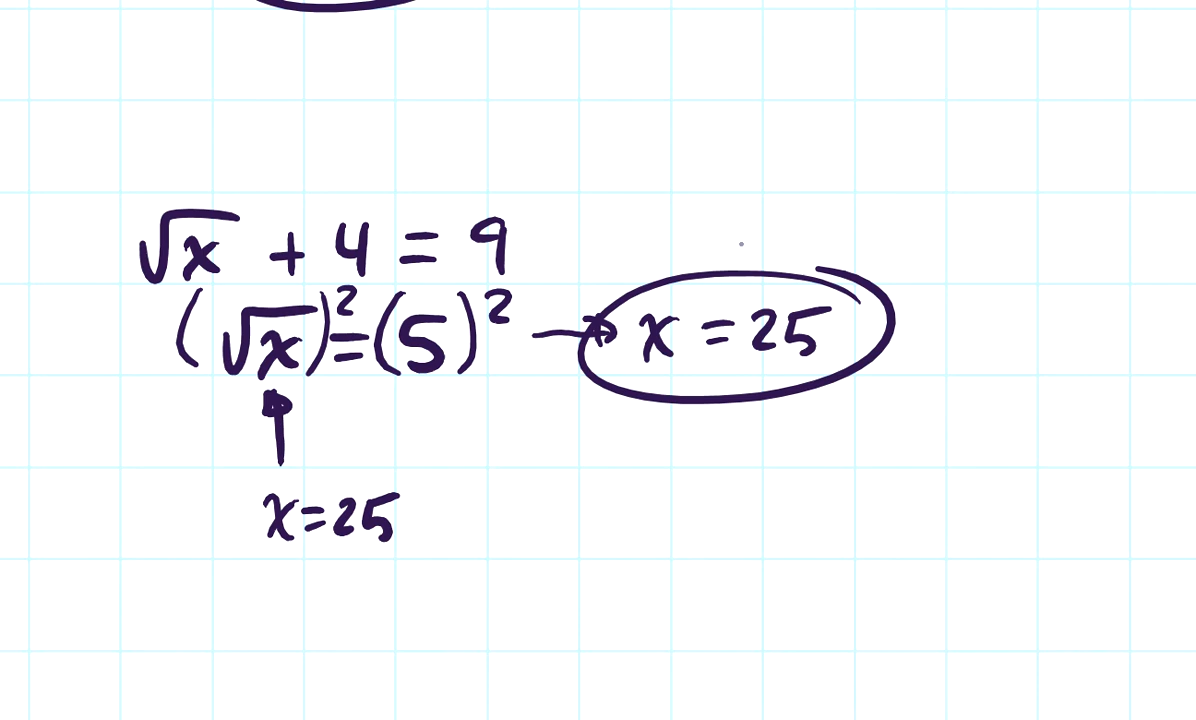 √x + 4 = 9
(√x)² = (5)² → x = 25
x = 25